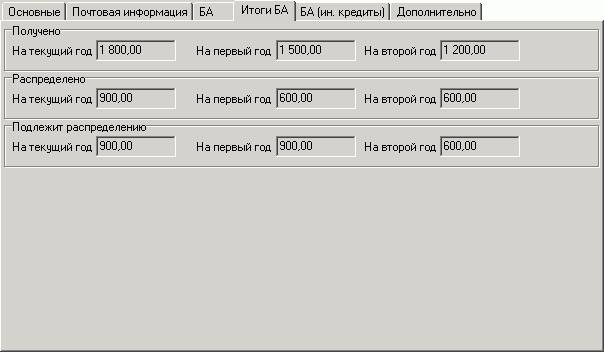 Основные Почтовая информация БА Итоги БА БА (ин. кредиты) Дополнительно
Получено
На текущий год 1 800,00 На первый год 1 500,00 На второй год 1 200,00
Распределено
На текущий год 900,00 На первый год 600,00 На второй год 600,00
Подлежит распределению
На текущий год 900,00 На первый год 900,00 На второй год 600,00